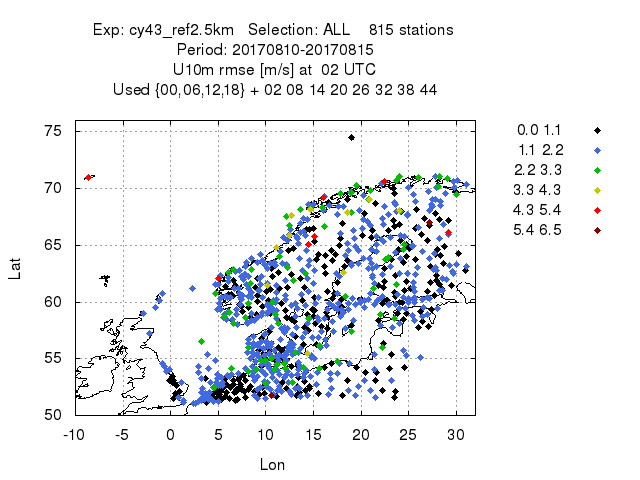 Exp: cy43_ref2.5km   Selection: ALL    815 stations
Period: 20170810-20170815
U10m rmse [m/s] at  02 UTC
Used {00,06,12,18} + 02 08 14 20 26 32 38 44
75
70
65
60
55
50
Lat
-10 -5 0 5 10 15 20 25 30
Lon
0.0 1.1
1.1 2.2
2.2 3.3
3.3 4.3
4.3 5.4
5.4 6.5